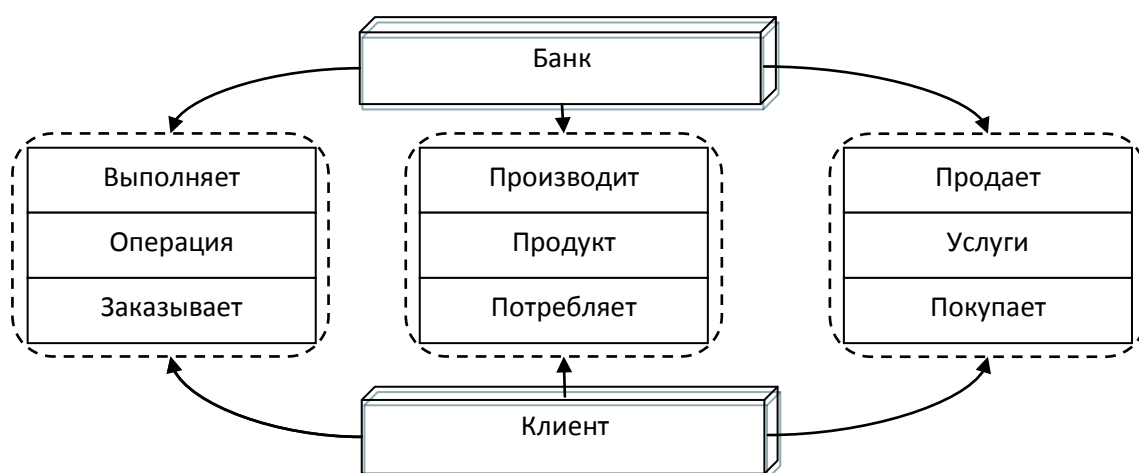 Банк
Выполняет
Операция
Заказывает
Производит
Продукт
Потребляет
Продает
Услуги
Покупает
Клиент